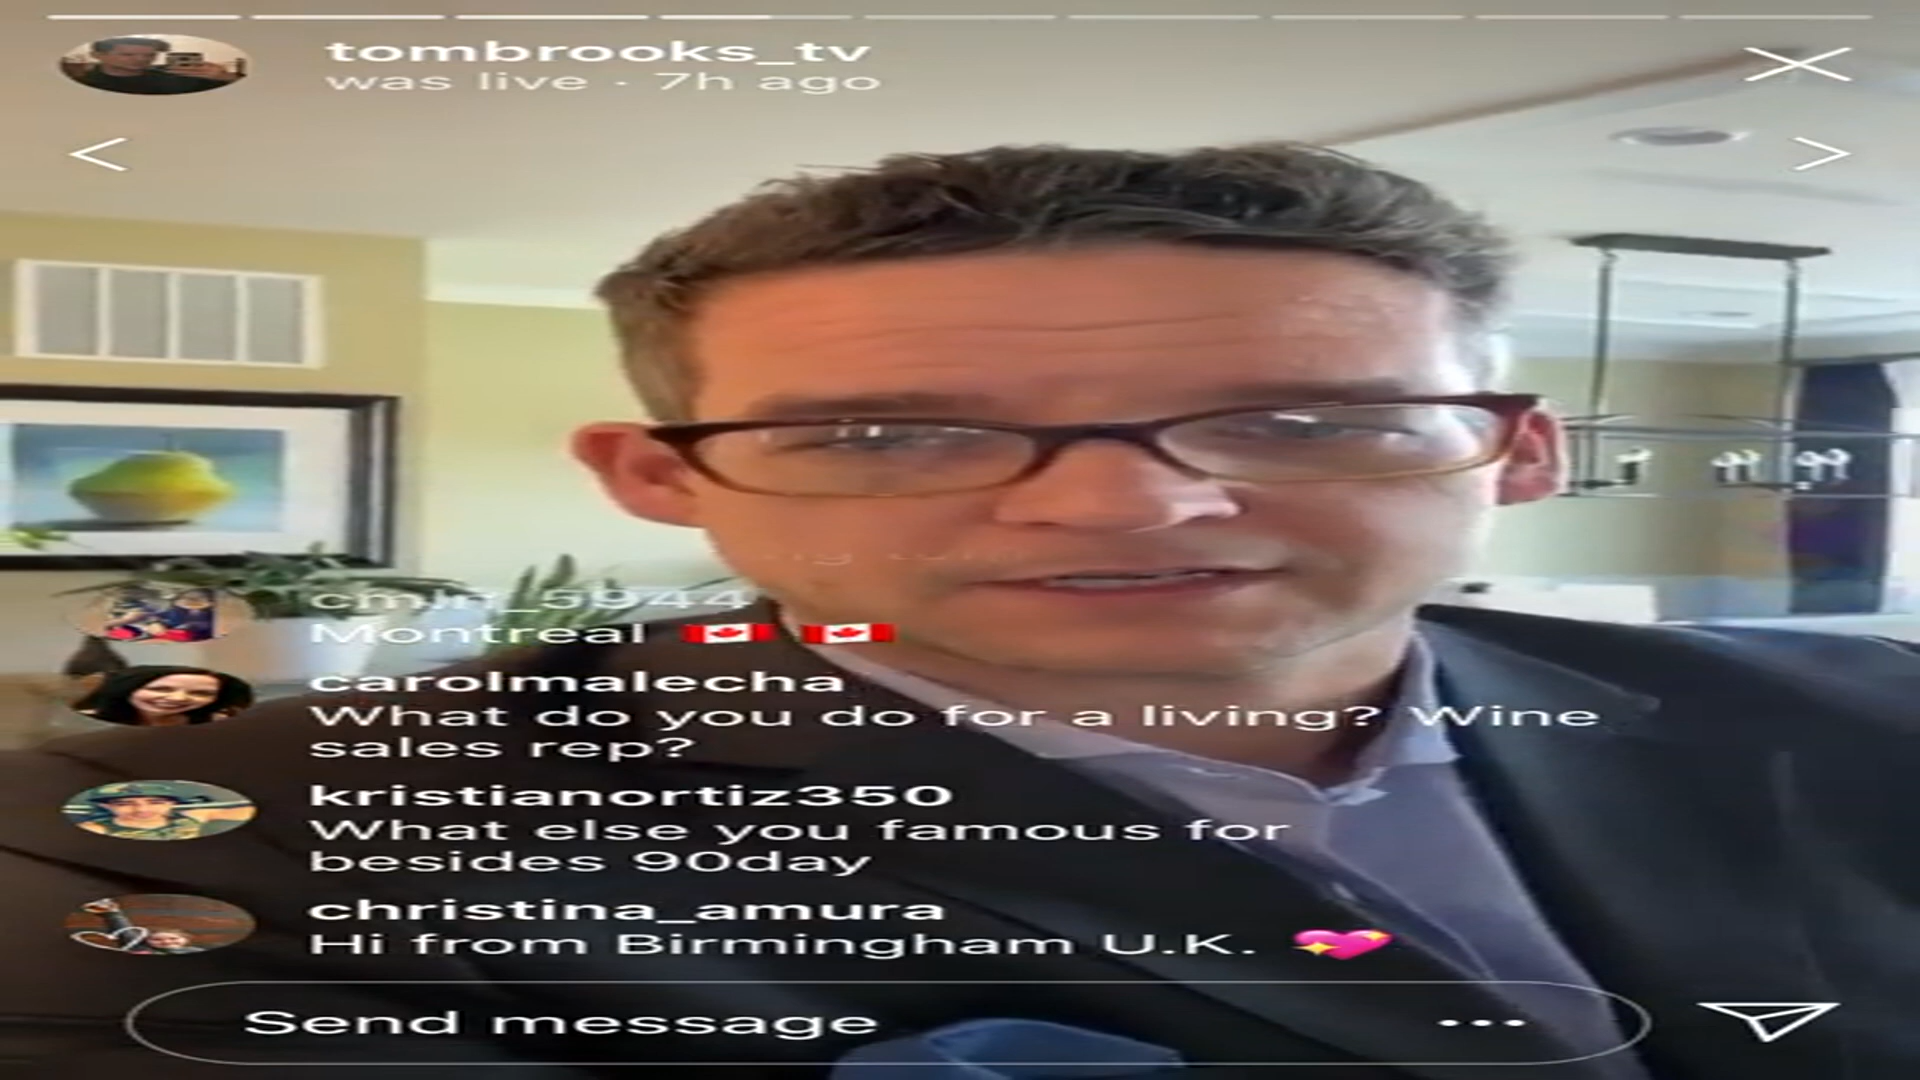 tombrooks_tv
was live · 7h ago
Montreal 🇨🇦 🇨🇦
carolmalecha
What do you do for a living? Wine
sales rep?
kristianortiz350
What else you famous for
besides 90day
christina_amura
Hi from Birmingham U.K. 💖
Send message